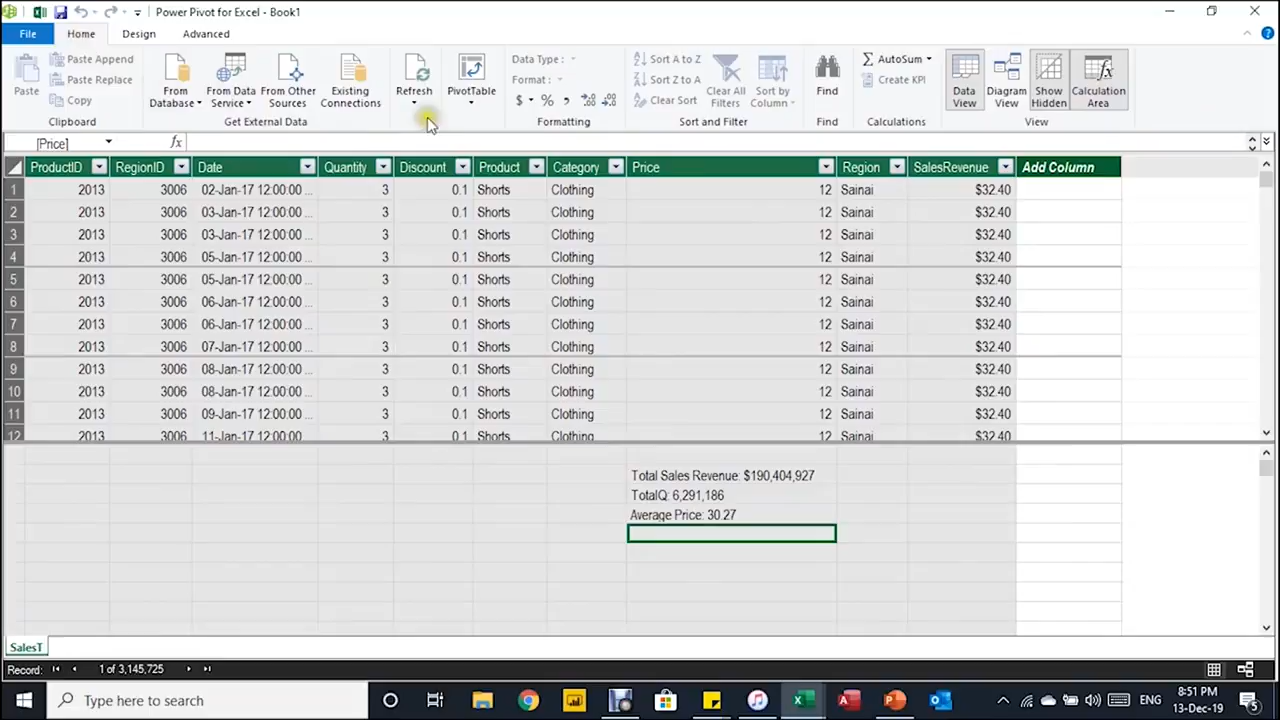 Power Pivot for Excel - Book1
File Home Design Advanced
Paste
Paste Append
Paste Replace
Copy
Clipboard
From Database
From Data Service
From Other Sources
Existing Connections
Get External Data
Refresh
PivotTable
Data Type :
Format :
$ % ,
Formatting
Sort A to Z
Sort Z to A
Clear Sort
Clear All Filters
Sort by Column
Sort and Filter
Find
Find
AutoSum
Create KPI
Calculations
Data View
Diagram View
Show Hidden
Calculation Area
View
[Price] fx
ProductID RegionID Date Quantity Discount Product Category Price Region SalesRevenue Add Column
1 2013 3006 02-Jan-17 12:00:00 ... 3 0.1 Shorts Clothing 12 Sainai $32.40
2 2013 3006 03-Jan-17 12:00:00 ... 3 0.1 Shorts Clothing 12 Sainai $32.40
3 2013 3006 03-Jan-17 12:00:00 ... 3 0.1 Shorts Clothing 12 Sainai $32.40
4 2013 3006 05-Jan-17 12:00:00 ... 3 0.1 Shorts Clothing 12 Sainai $32.40
5 2013 3006 05-Jan-17 12:00:00 ... 3 0.1 Shorts Clothing 12 Sainai $32.40
6 2013 3006 06-Jan-17 12:00:00 ... 3 0.1 Shorts Clothing 12 Sainai $32.40
7 2013 3006 06-Jan-17 12:00:00 ... 3 0.1 Shorts Clothing 12 Sainai $32.40
8 2013 3006 07-Jan-17 12:00:00 ... 3 0.1 Shorts Clothing 12 Sainai $32.40
9 2013 3006 08-Jan-17 12:00:00 ... 3 0.1 Shorts Clothing 12 Sainai $32.40
10 2013 3006 08-Jan-17 12:00:00 ... 3 0.1 Shorts Clothing 12 Sainai $32.40
11 2013 3006 09-Jan-17 12:00:00 ... 3 0.1 Shorts Clothing 12 Sainai $32.40
12 2013 3006 11-Jan-17 12:00:00 3 0.1 Shorts Clothing 12 Sainai $32.40
Total Sales Revenue: $190,404,927
TotalQ: 6,291,186
Average Price: 30.27
SalesT
Record: 1 of 3,145,725
Type here to search
ENG
8:51 PM
13-Dec-19
5